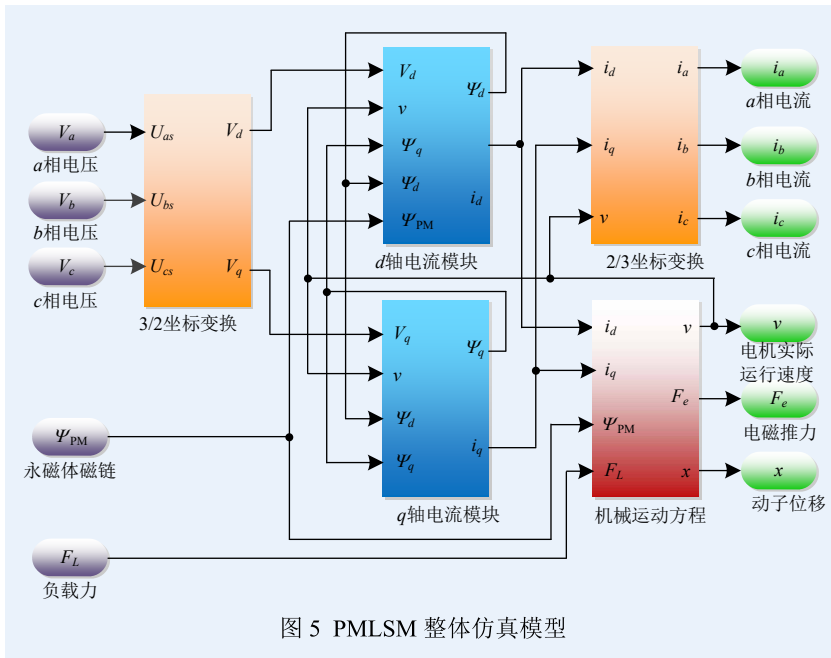 V_a
a相电压
V_b
b相电压
V_c
c相电压
U_as
U_bs
U_cs
V_d
V_q
3/2坐标变换
V_d
v
Ψ_q
Ψ_d
Ψ_PM
Ψ_d
i_d
d轴电流模块
i_d
i_q
v
i_a
i_b
i_c
2/3坐标变换
i_a
a相电流
i_b
b相电流
i_c
c相电流
V_q
v
Ψ_d
Ψ_q
Ψ_q
i_q
q轴电流模块
i_d
i_q
Ψ_PM
F_L
v
F_e
x
机械运动方程
v
电机实际
运行速度
F_e
电磁推力
x
动子位移
Ψ_PM
永磁体磁链
F_L
负载力
图 5 PMLSM 整体仿真模型